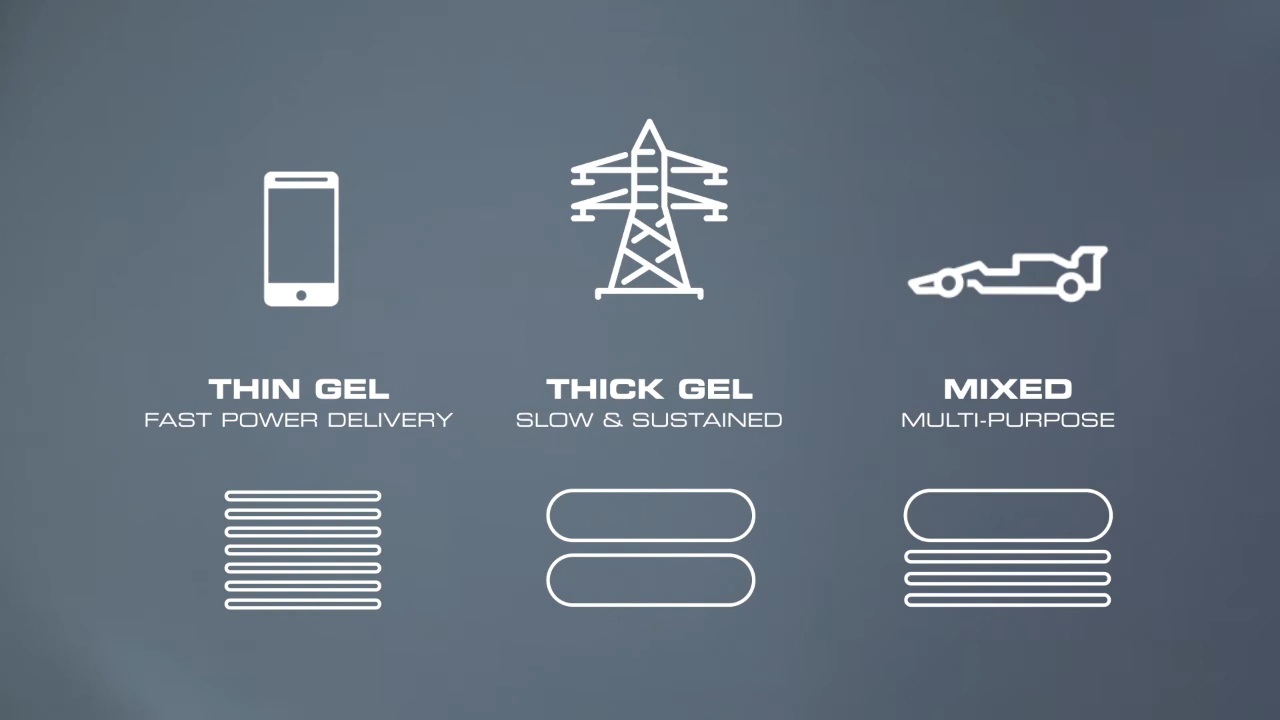 THIN GEL
FAST POWER DELIVERY
THICK GEL
SLOW & SUSTAINED
MIXED
MULTI-PURPOSE